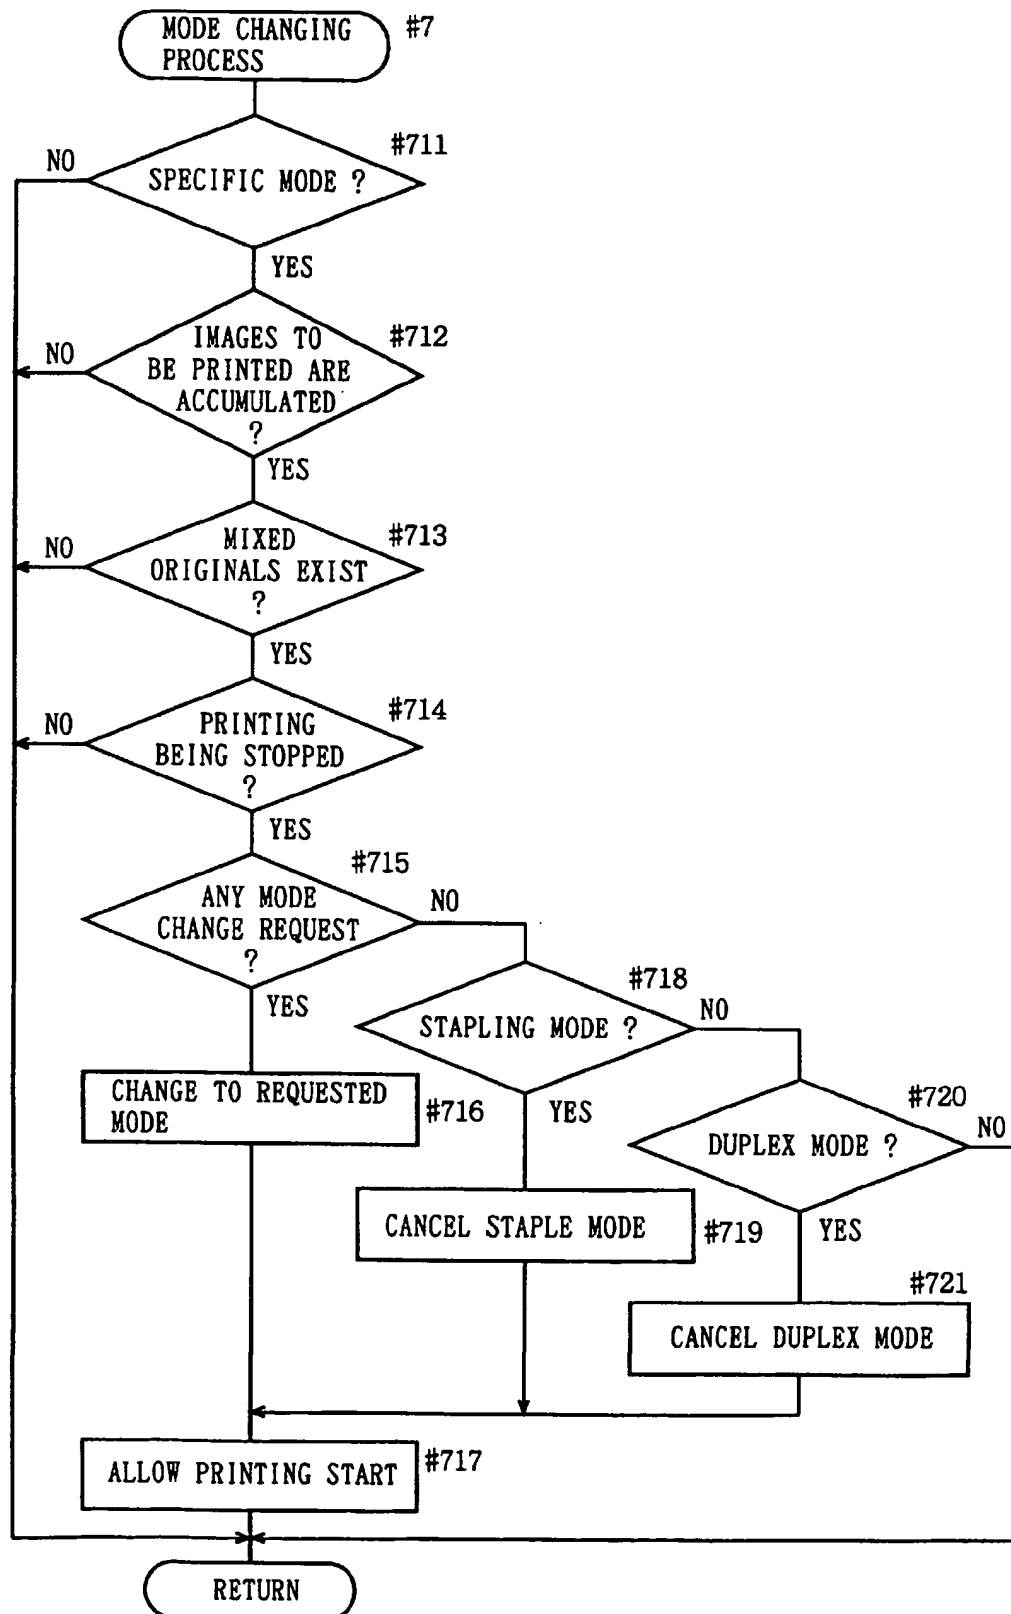 MODE CHANGING
PROCESS
#7
#711
NO
SPECIFIC MODE ?
YES
#712
IMAGES TO
NO
BE PRINTED ARE
ACCUMULATED
?
YES
#713
MIXED
NO
ORIGINALS EXIST
?
YES
#714
PRINTING
NO
BEING STOPPED
?
YES
#715
ANY MODE
NO
CHANGE REQUEST
?
YES
#718
STAPLING MODE ?
NO
CHANGE TO REQUESTED
MODE
#716
YES
#720
DUPLEX MODE ?
NO
CANCEL STAPLE MODE
#719
YES
#721
CANCEL DUPLEX MODE
ALLOW PRINTING START
#717
RETURN